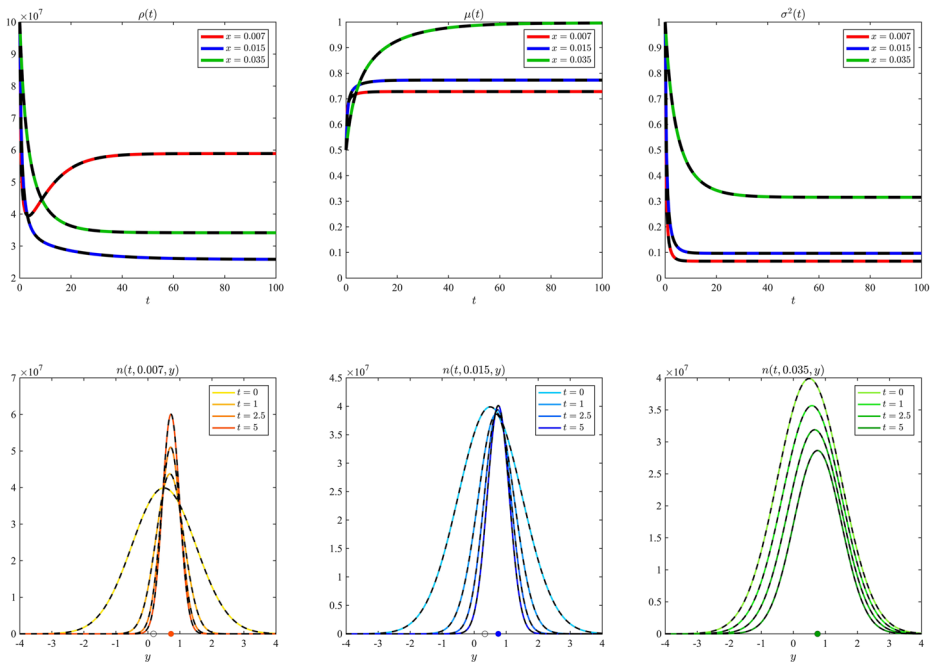 ρ(t)
×10⁷
10
9
8
7
6
5
4
3
2
0 20 40 60 80 100
t
x = 0.007
x = 0.015
x = 0.035
μ(t)
1
0.9
0.8
0.7
0.6
0.5
0.4
0.3
0.2
0.1
0
0 20 40 60 80 100
t
x = 0.007
x = 0.015
x = 0.035
σ²(t)
1
0.9
0.8
0.7
0.6
0.5
0.4
0.3
0.2
0.1
0
0 20 40 60 80 100
t
x = 0.007
x = 0.015
x = 0.035
n(t, 0.007, y)
×10⁷
7
6
5
4
3
2
1
0
-4 -3 -2 -1 0 1 2 3 4
y
t = 0
t = 1
t = 2.5
t = 5
n(t, 0.015, y)
×10⁷
4.5
4
3.5
3
2.5
2
1.5
1
0.5
0
-4 -3 -2 -1 0 1 2 3 4
y
t = 0
t = 1
t = 2.5
t = 5
n(t, 0.035, y)
×10⁷
4
3.5
3
2.5
2
1.5
1
0.5
0
-4 -3 -2 -1 0 1 2 3 4
y
t = 0
t = 1
t = 2.5
t = 5